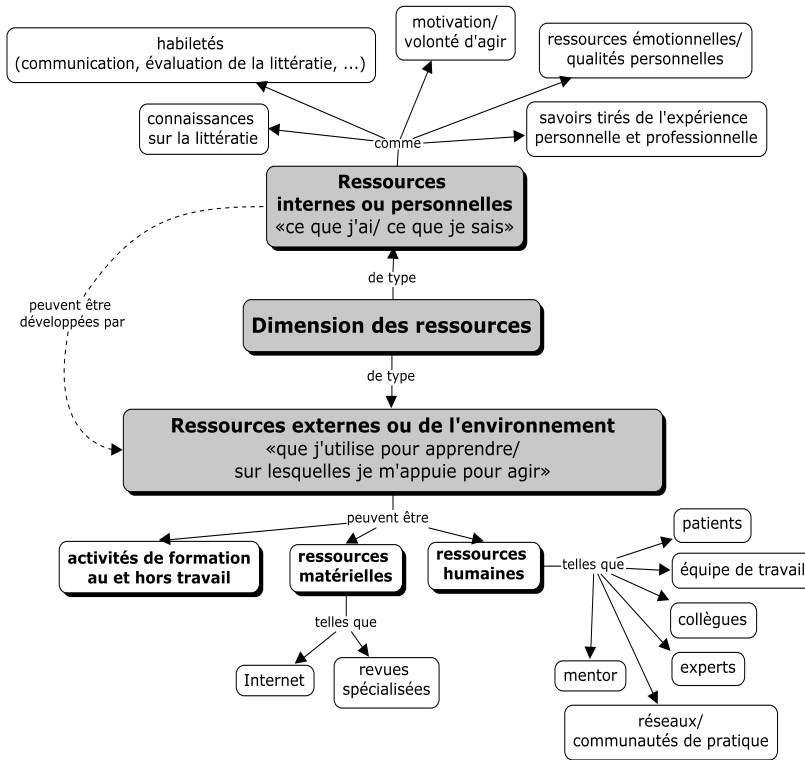 motivation/
volonté d'agir
habiletés
(communication, évaluation de la littératie, ...)
ressources émotionnelles/
qualités personnelles
connaissances
sur la littératie
savoirs tirés de l'expérience
personnelle et professionnelle
comme
Ressources
internes ou personnelles
«ce que j'ai/ ce que je sais»
de type
peuvent être
développées par
Dimension des ressources
de type
Ressources externes ou de l'environnement
«que j'utilise pour apprendre/
sur lesquelles je m'appuie pour agir»
peuvent être
activités de formation
au et hors travail
ressources
matérielles
ressources
humaines
telles que
patients
équipe de travail
collègues
experts
mentor
réseaux/
communautés de pratique
telles que
Internet
revues
spécialisées